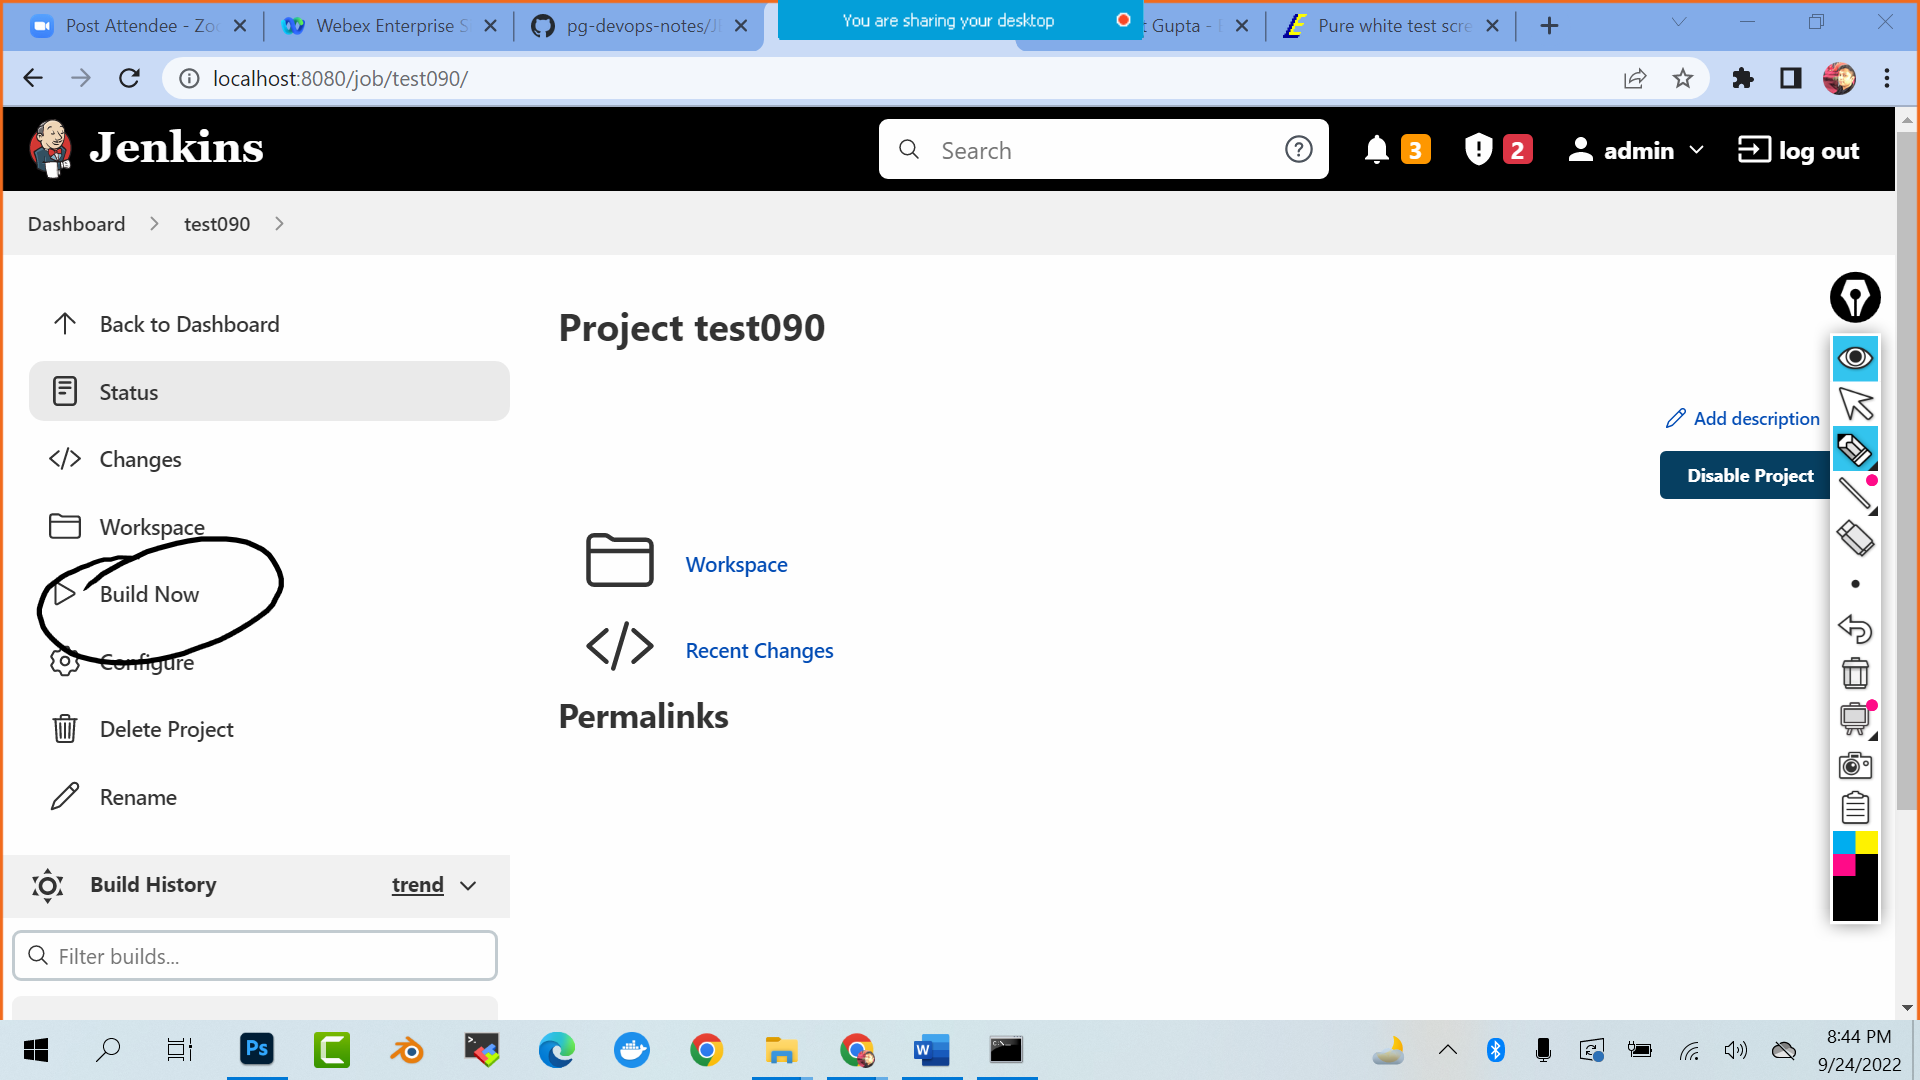 Post Attendee - Zoo
Webex Enterprise S
pg-devops-notes/JE
You are sharing your desktop
t Gupta - E
Pure white test scre
localhost:8080/job/test090/
Jenkins
Search
3
2
admin
log out
Dashboard
test090
Back to Dashboard
Status
Changes
Workspace
Build Now
Configure
Delete Project
Rename
Project test090
Add description
Disable Project
Workspace
Recent Changes
Permalinks
Build History
trend
Filter builds...
8:44 PM
9/24/2022